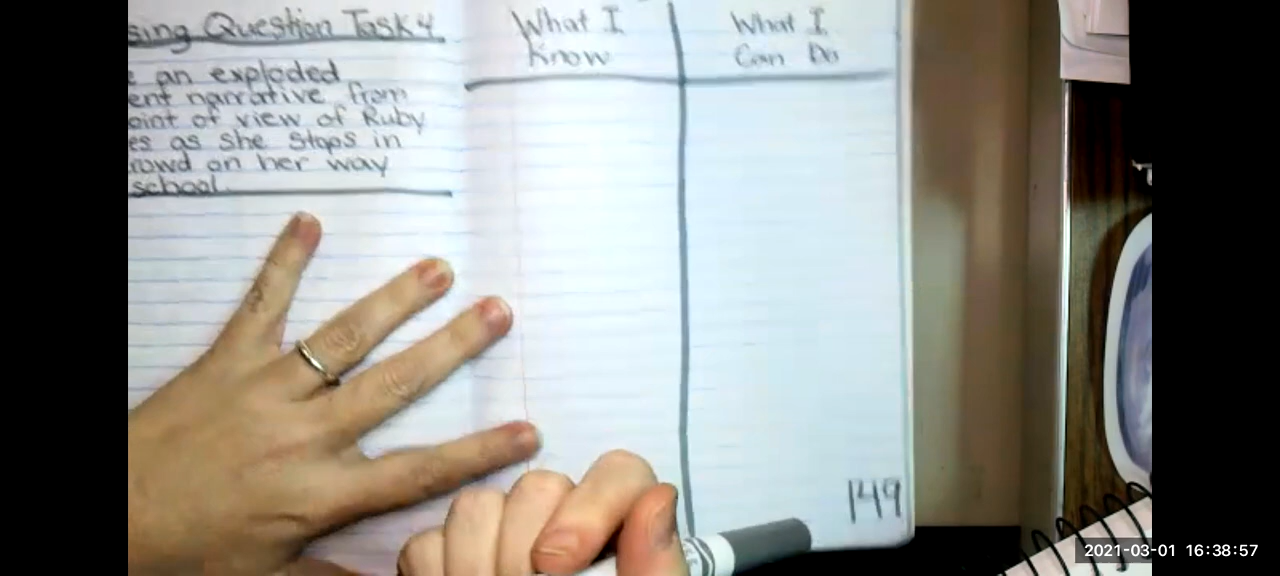 sing Question Task 4
e an exploded
ent narrative from
oint of view of Ruby
es as she stops in
rowd on her way
school.
What I
Know
What I
Can Do
149
2021-03-01 16:38:57